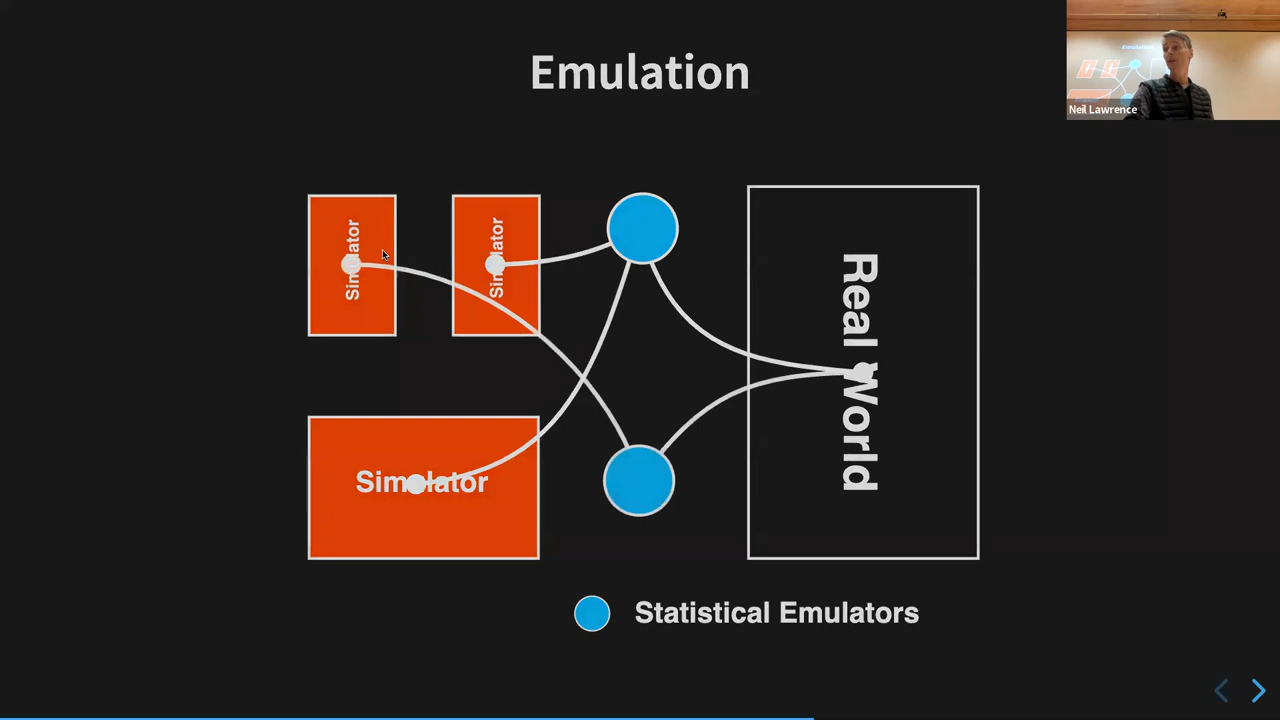 Emulation
Neil Lawrence
Simulator
Simulator
Real World
Simulator
Statistical Emulators